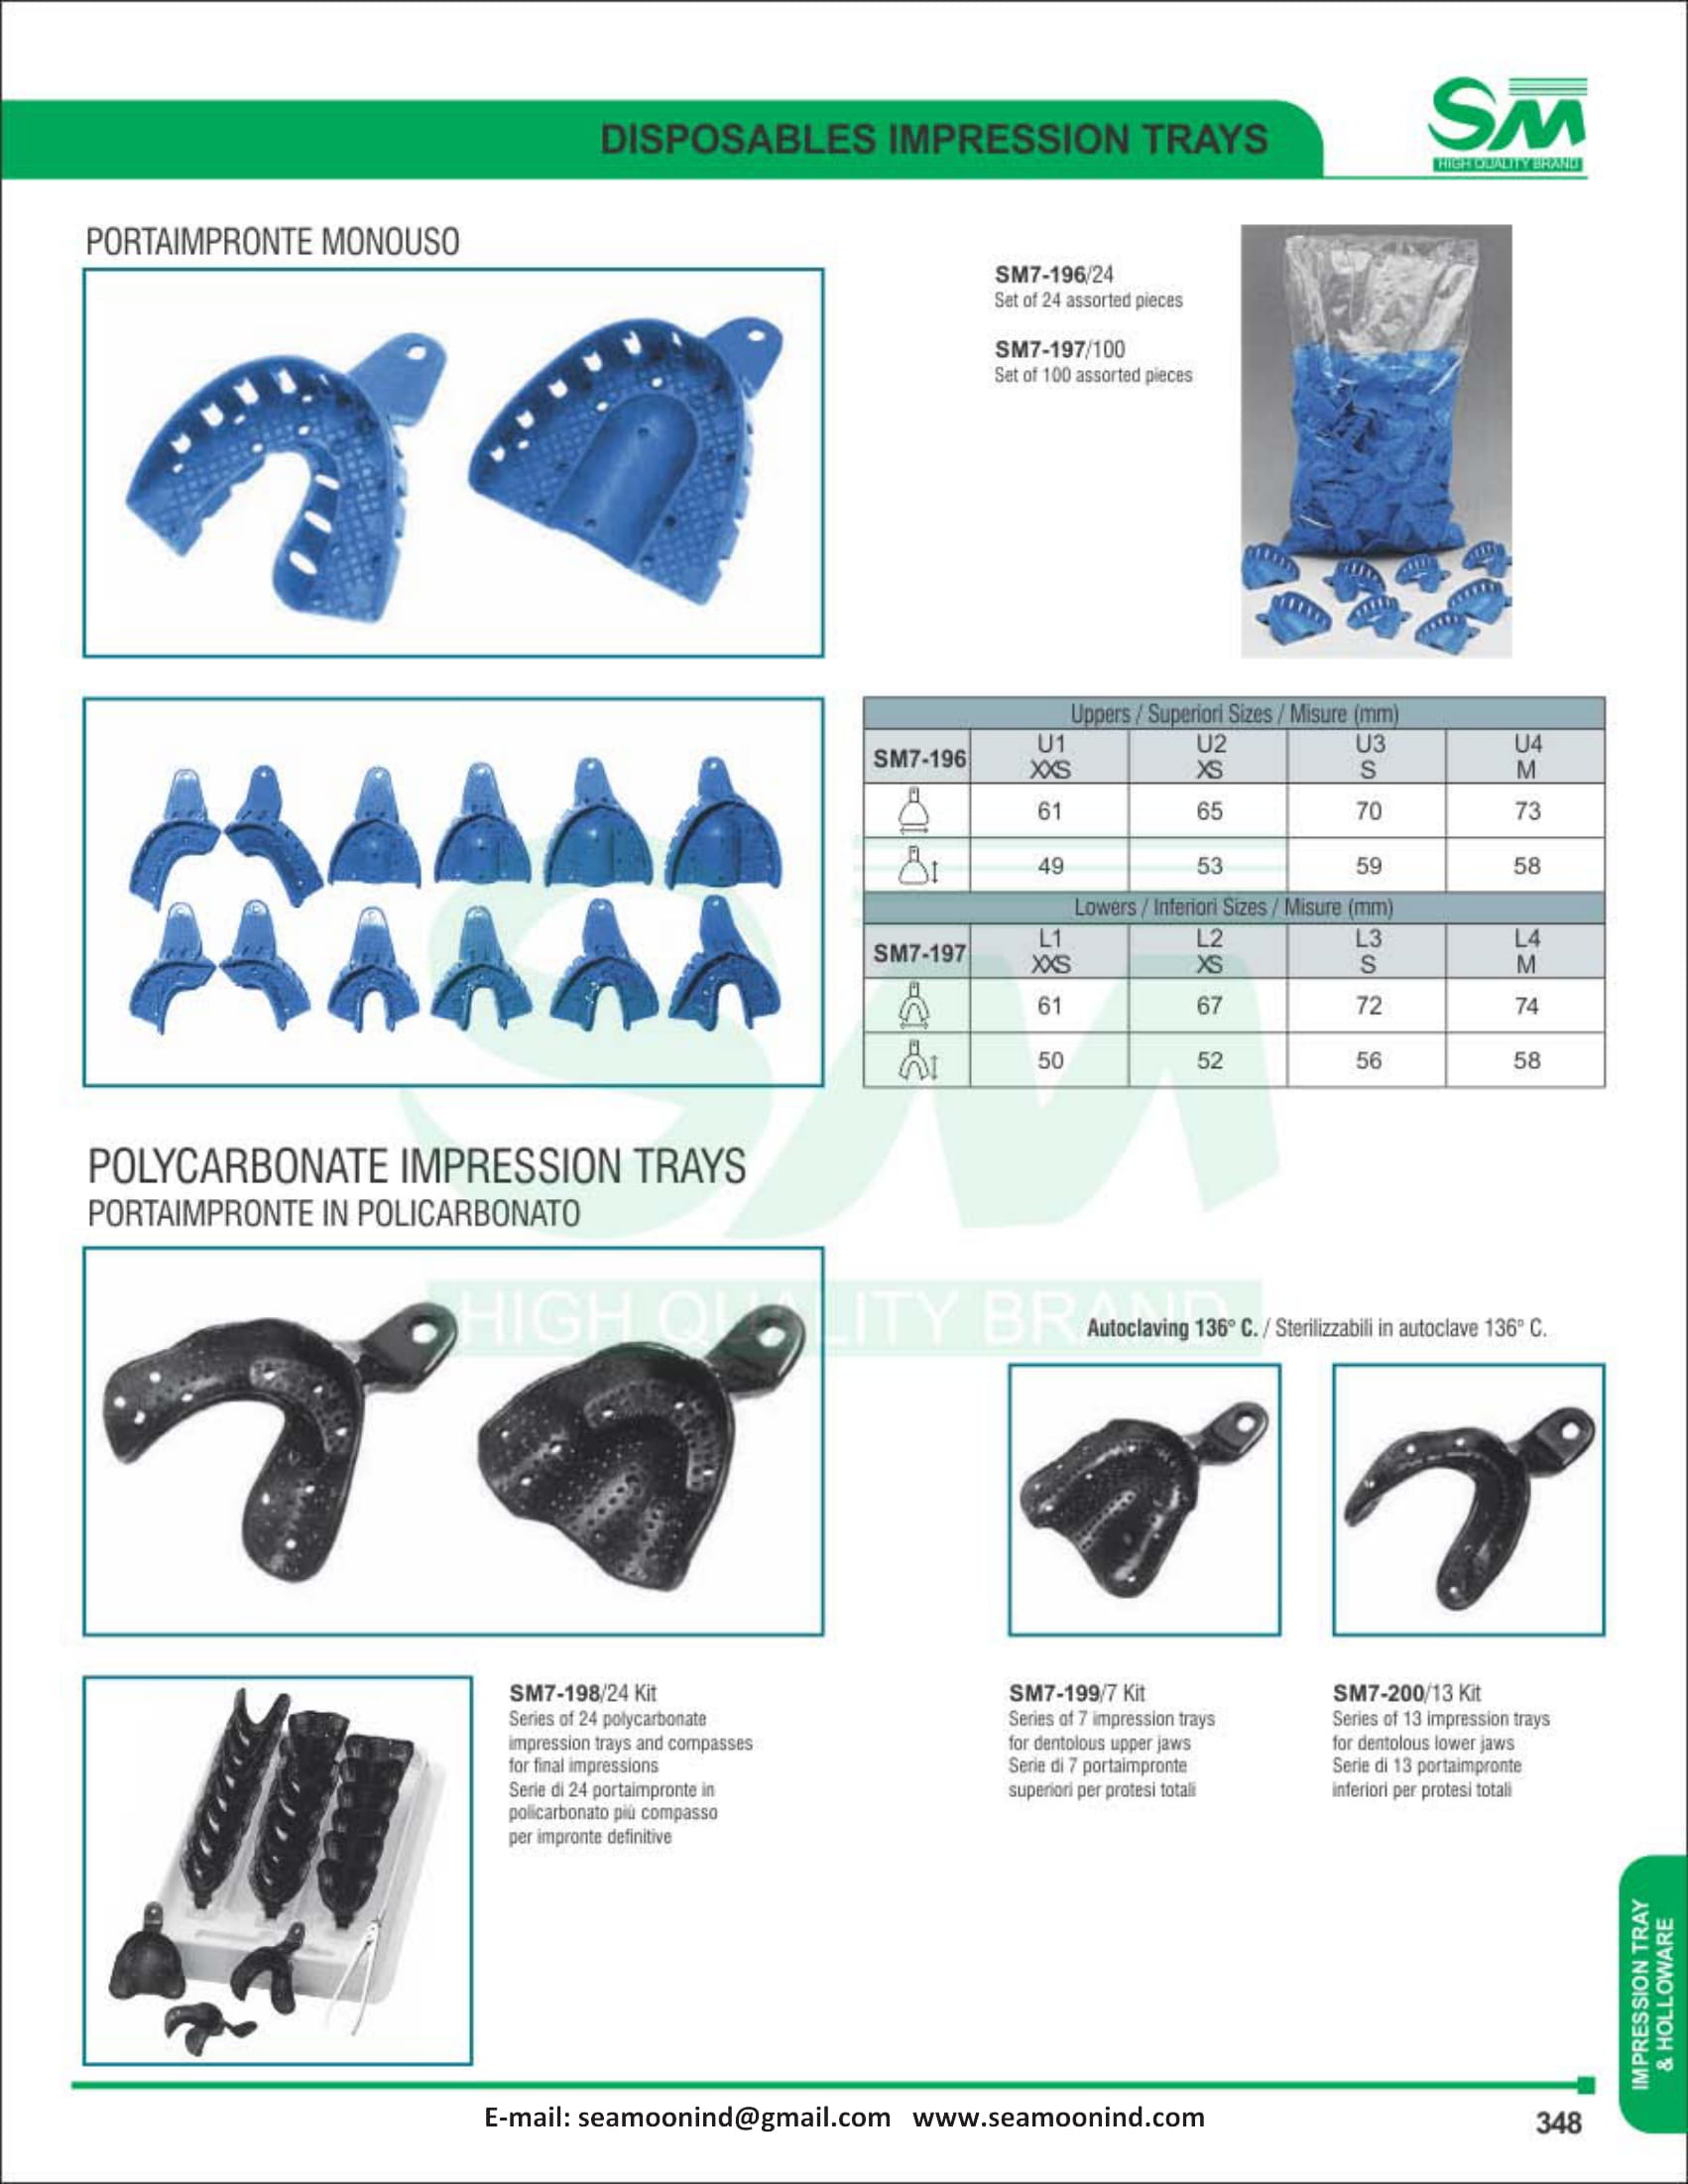 DISPOSABLES IMPRESSION TRAYS
SM
HIGH QUALITY BRAND
PORTAIMPRONTE MONOUSO
SM7-196/24
Set of 24 assorted pieces
SM7-197/100
Set of 100 assorted pieces
Uppers / Superiori Sizes / Misure (mm)
SM7-196 U1 XXS U2 XS U3 S U4 M
61 65 70 73
49 53 59 58
Lowers / Inferiori Sizes / Misure (mm)
SM7-197 L1 XXS L2 XS L3 S L4 M
61 67 72 74
50 52 56 58
SM
HIGH QUALITY BRAND
POLYCARBONATE IMPRESSION TRAYS
PORTAIMPRONTE IN POLICARBONATO
Autoclaving 136° C. / Sterilizzabili in autoclave 136° C.
SM7-198/24 Kit
Series of 24 polycarbonate
impression trays and compasses
for final impressions
Serie di 24 portaimpronte in
policarbonato più compasso
per impronte definitive
SM7-199/7 Kit
Series of 7 impression trays
for dentolous upper jaws
Serie di 7 portaimpronte
superiori per protesi totali
SM7-200/13 Kit
Series of 13 impression trays
for dentolous lower jaws
Serie di 13 portaimpronte
inferiori per protesi totali
IMPRESSION TRAY
& HOLLOWARE
E-mail: seamoonind@gmail.com www.seamoonind.com
348